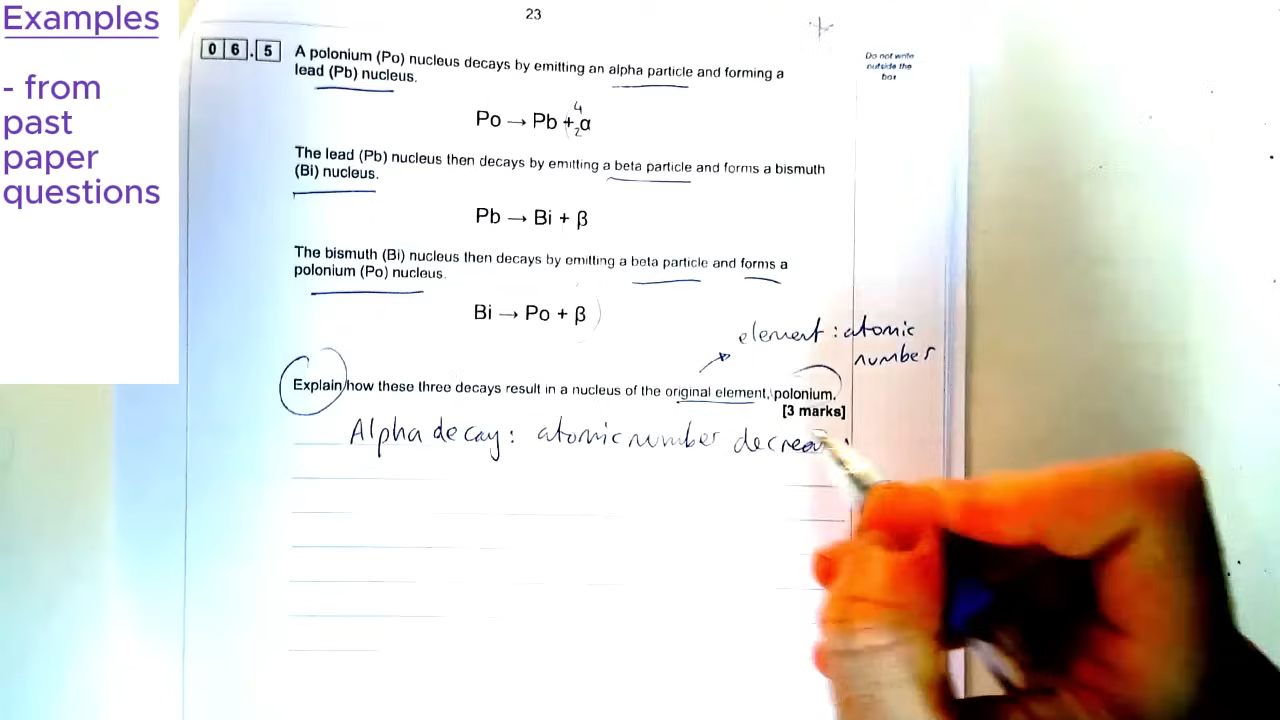 Examples
- from
past
paper
questions
23
Do not write
outside the
box
0 6 . 5 A polonium (Po) nucleus decays by emitting an alpha particle and forming a
lead (Pb) nucleus.
Po → Pb + ⁴₂α
The lead (Pb) nucleus then decays by emitting a beta particle and forms a bismuth
(Bi) nucleus.
Pb → Bi + β
The bismuth (Bi) nucleus then decays by emitting a beta particle and forms a
polonium (Po) nucleus.
Bi → Po + β
element : atomic
number
Explain how these three decays result in a nucleus of the original element, polonium.
[3 marks]
Alpha decay: atomic number